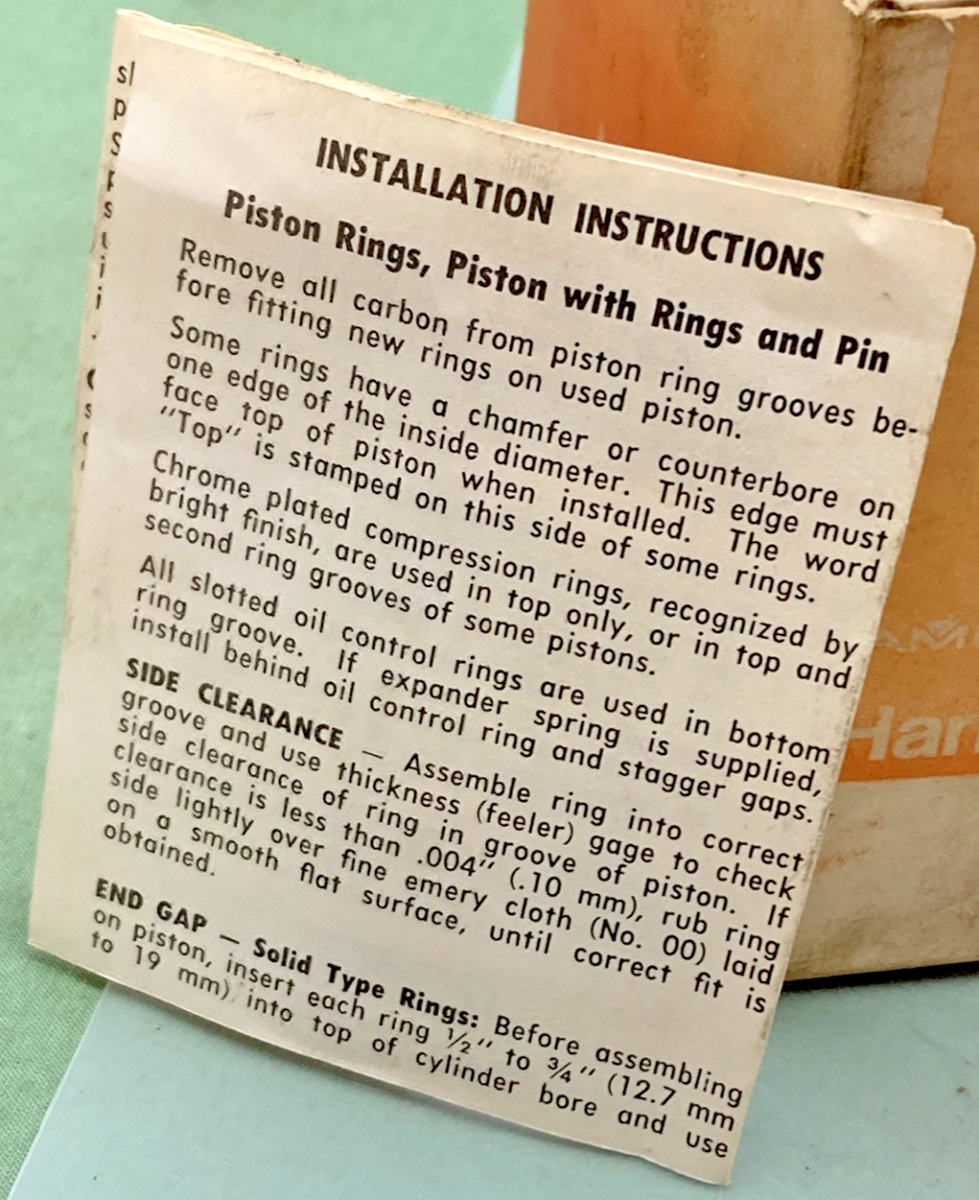 INSTALLATION INSTRUCTIONS
Piston Rings, Piston with Rings and Pin
Remove all carbon from piston ring grooves be-
fore fitting new rings on used piston.
Some rings have a chamfer or counterbore on
one edge of the inside diameter. This edge must
face top of piston when installed. The word
"Top" is stamped on this side of some rings.
Chrome plated compression rings, recognized by
bright finish, are used in top only, or in top and
second ring grooves of some pistons.
All slotted oil control rings are used in bottom
ring groove. If expander spring is supplied,
install behind oil control ring and stagger gaps.
SIDE CLEARANCE — Assemble ring into correct
groove and use thickness (feeler) gage to check
side clearance of ring in groove of piston. If
clearance is less than .004" (.10 mm), rub ring
side lightly over fine emery cloth (No. 00) laid
on a smooth flat surface, until correct fit is
obtained.
END GAP — Solid Type Rings: Before assembling
on piston, insert each ring ½" to ¾" (12.7 mm
to 19 mm) into top of cylinder bore and use
AM
Har